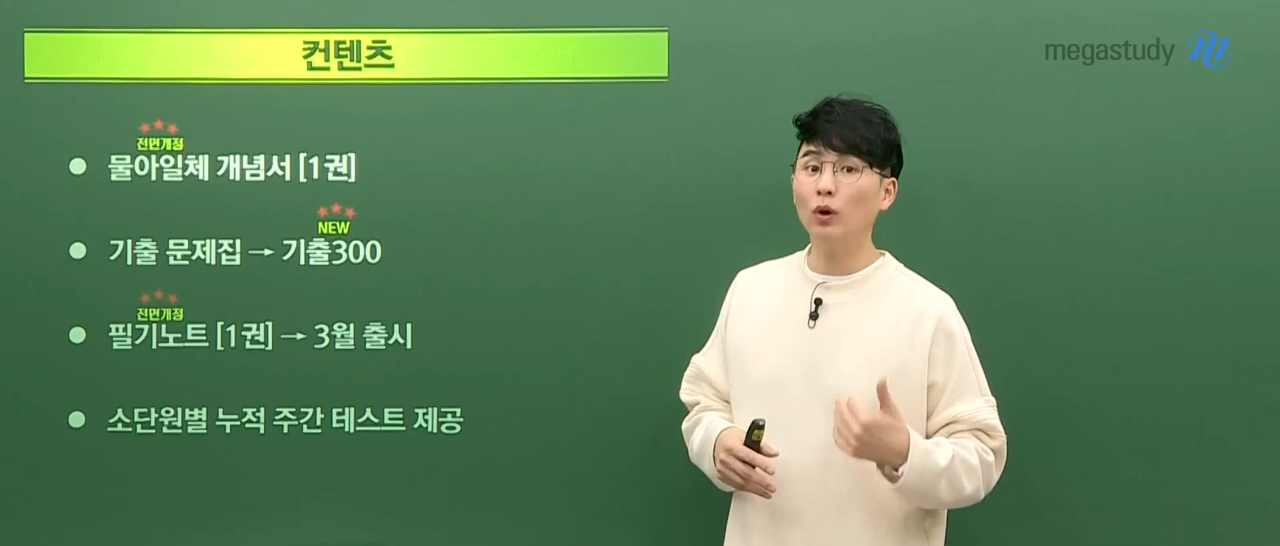 컨텐츠
megastudy
전면개정
물아일체 개념서 [1권]
NEW
기출 문제집 → 기출300
전면개정
필기노트 [1권] → 3월 출시
소단원별 누적 주간 테스트 제공